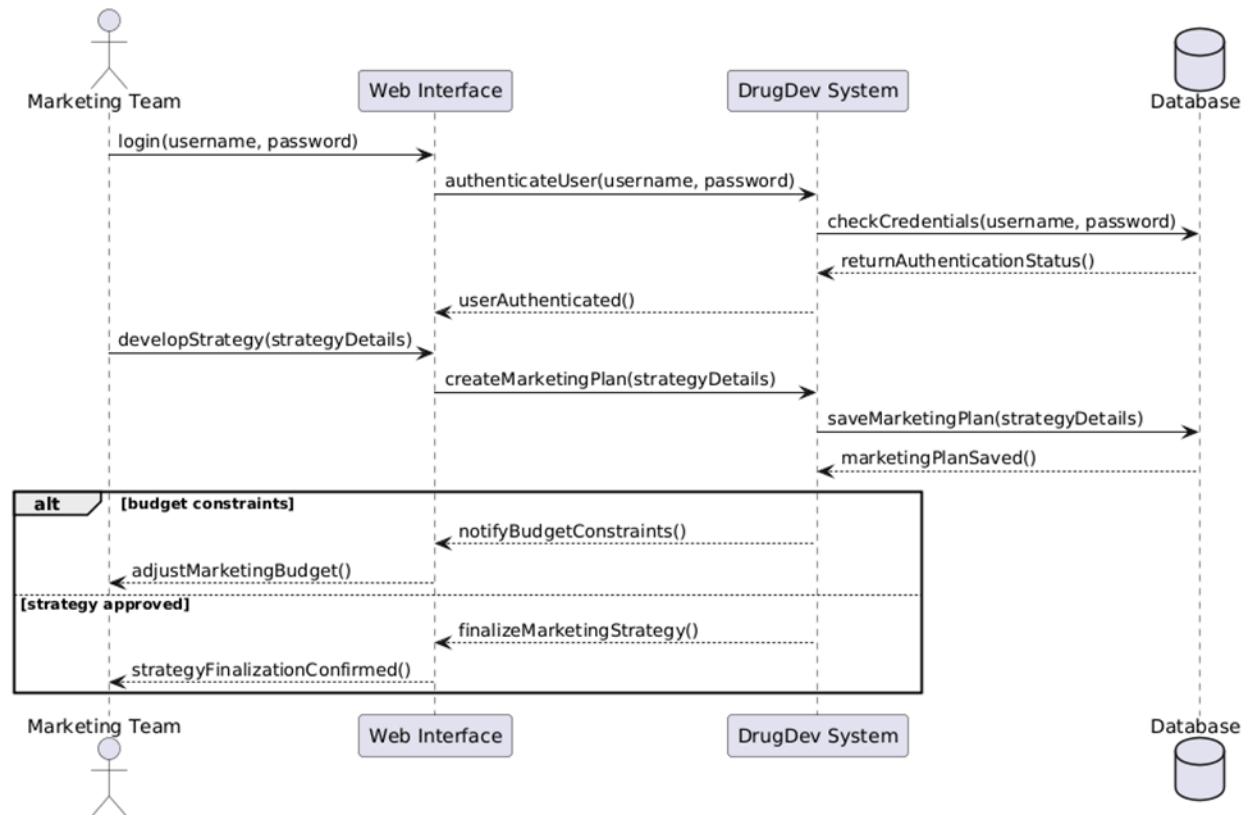 Marketing Team
Web Interface
DrugDev System
Database
login(username, password)
authenticateUser(username, password)
checkCredentials(username, password)
returnAuthenticationStatus()
userAuthenticated()
developStrategy(strategyDetails)
createMarketingPlan(strategyDetails)
saveMarketingPlan(strategyDetails)
marketingPlanSaved()
alt [budget constraints]
notifyBudgetConstraints()
adjustMarketingBudget()
[strategy approved]
finalizeMarketingStrategy()
strategyFinalizationConfirmed()
Marketing Team
Web Interface
DrugDev System
Database